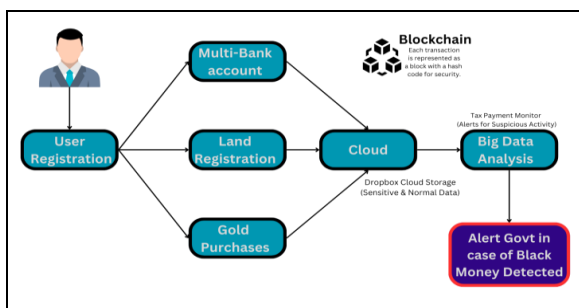 Multi-Bank
account
Blockchain
Each transaction
is represented as
a block with a hash
code for security.
User
Registration
Land
Registration
Cloud
Tax Payment Monitor
(Alerts for Suspicious Activity)
Big Data
Analysis
Dropbox Cloud Storage
(Sensitive & Normal Data)
Gold
Purchases
Alert Govt in
case of Black
Money Detected